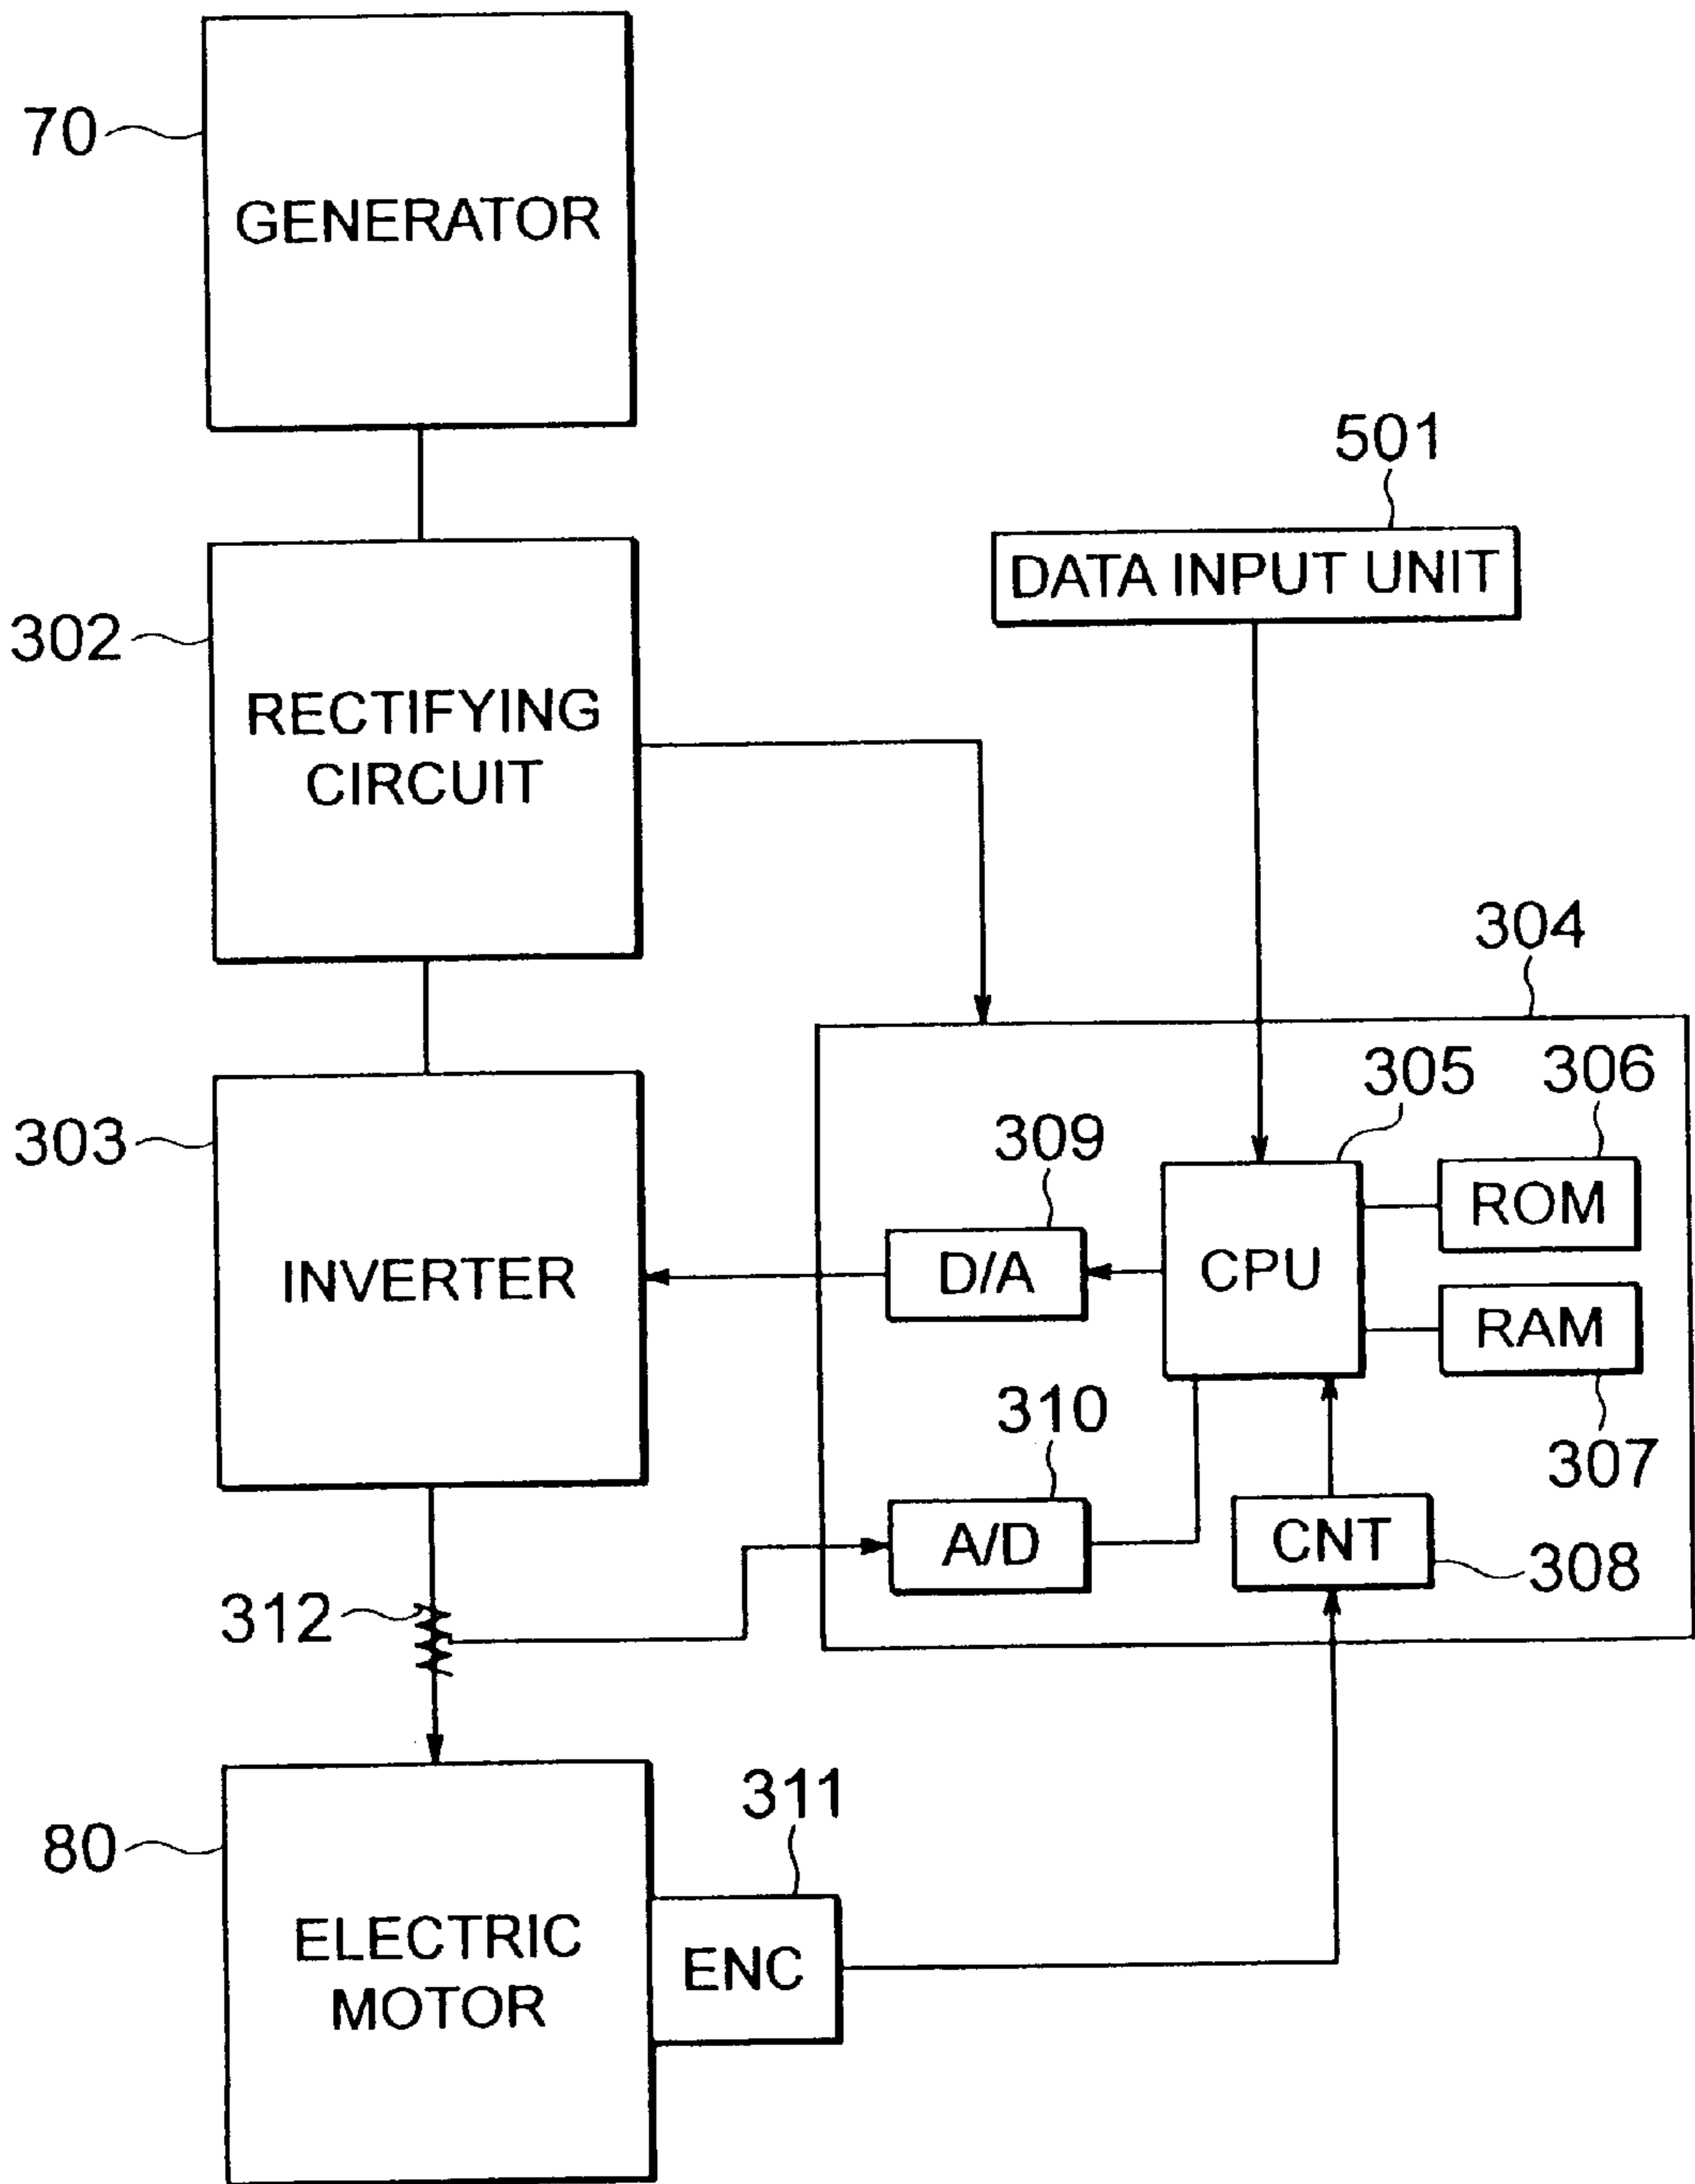 70
GENERATOR
501
DATA INPUT UNIT
302
RECTIFYING
CIRCUIT
304
305
306
303
309
ROM
INVERTER
D/A
CPU
RAM
310
307
A/D
CNT
308
312
311
80
ELECTRIC
MOTOR
ENC